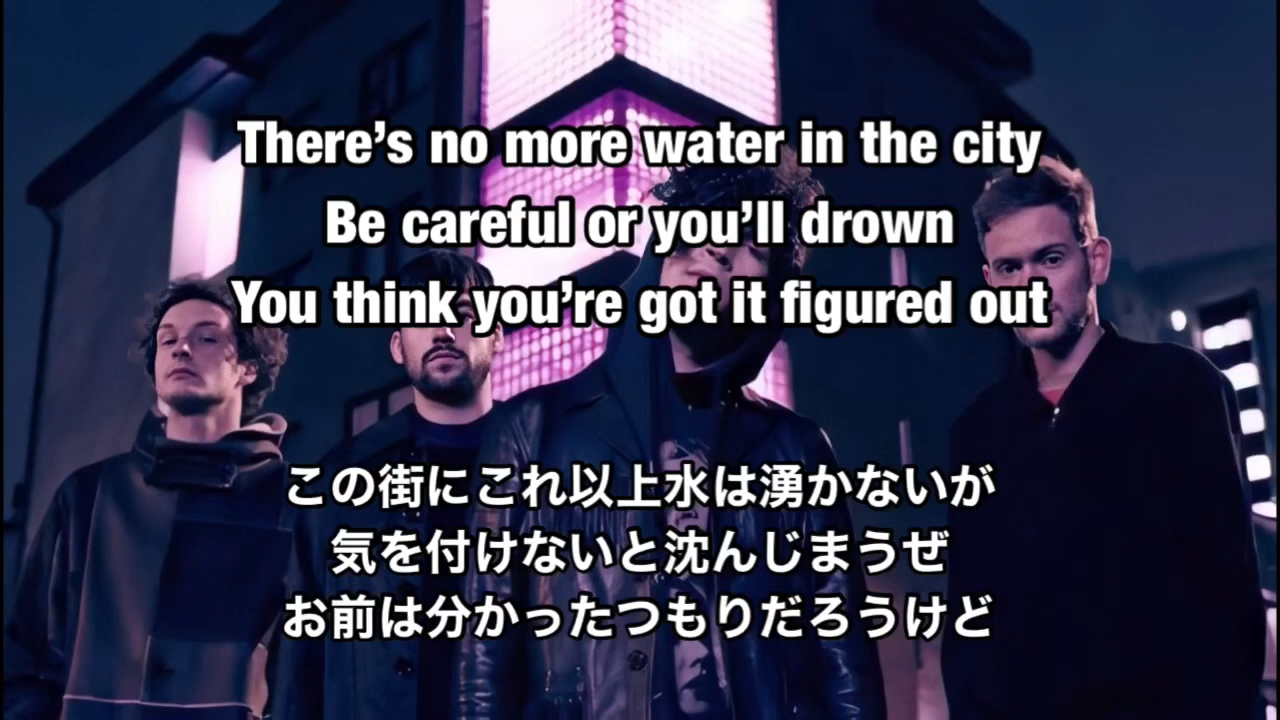 There’s no more water in the city
Be careful or you’ll drown
You think you’re got it figured out
この街にこれ以上水は湧かないが
気を付けないと沈んじまうぜ
お前は分かったつもりだろうけど